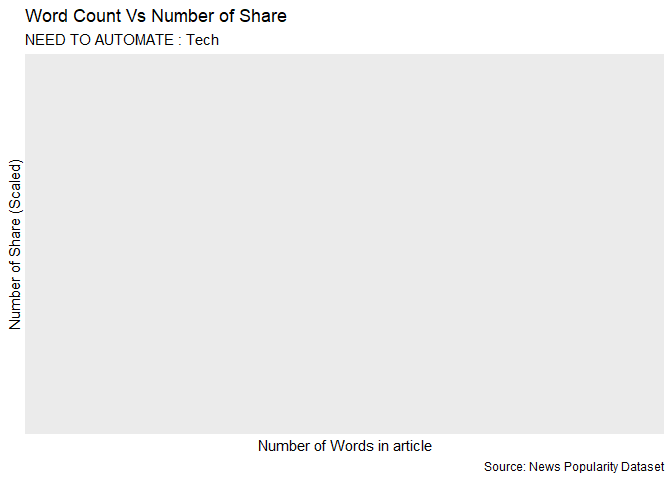 Word Count Vs Number of Share
NEED TO AUTOMATE : Tech
Number of Share (Scaled)
Number of Words in article
Source: News Popularity Dataset